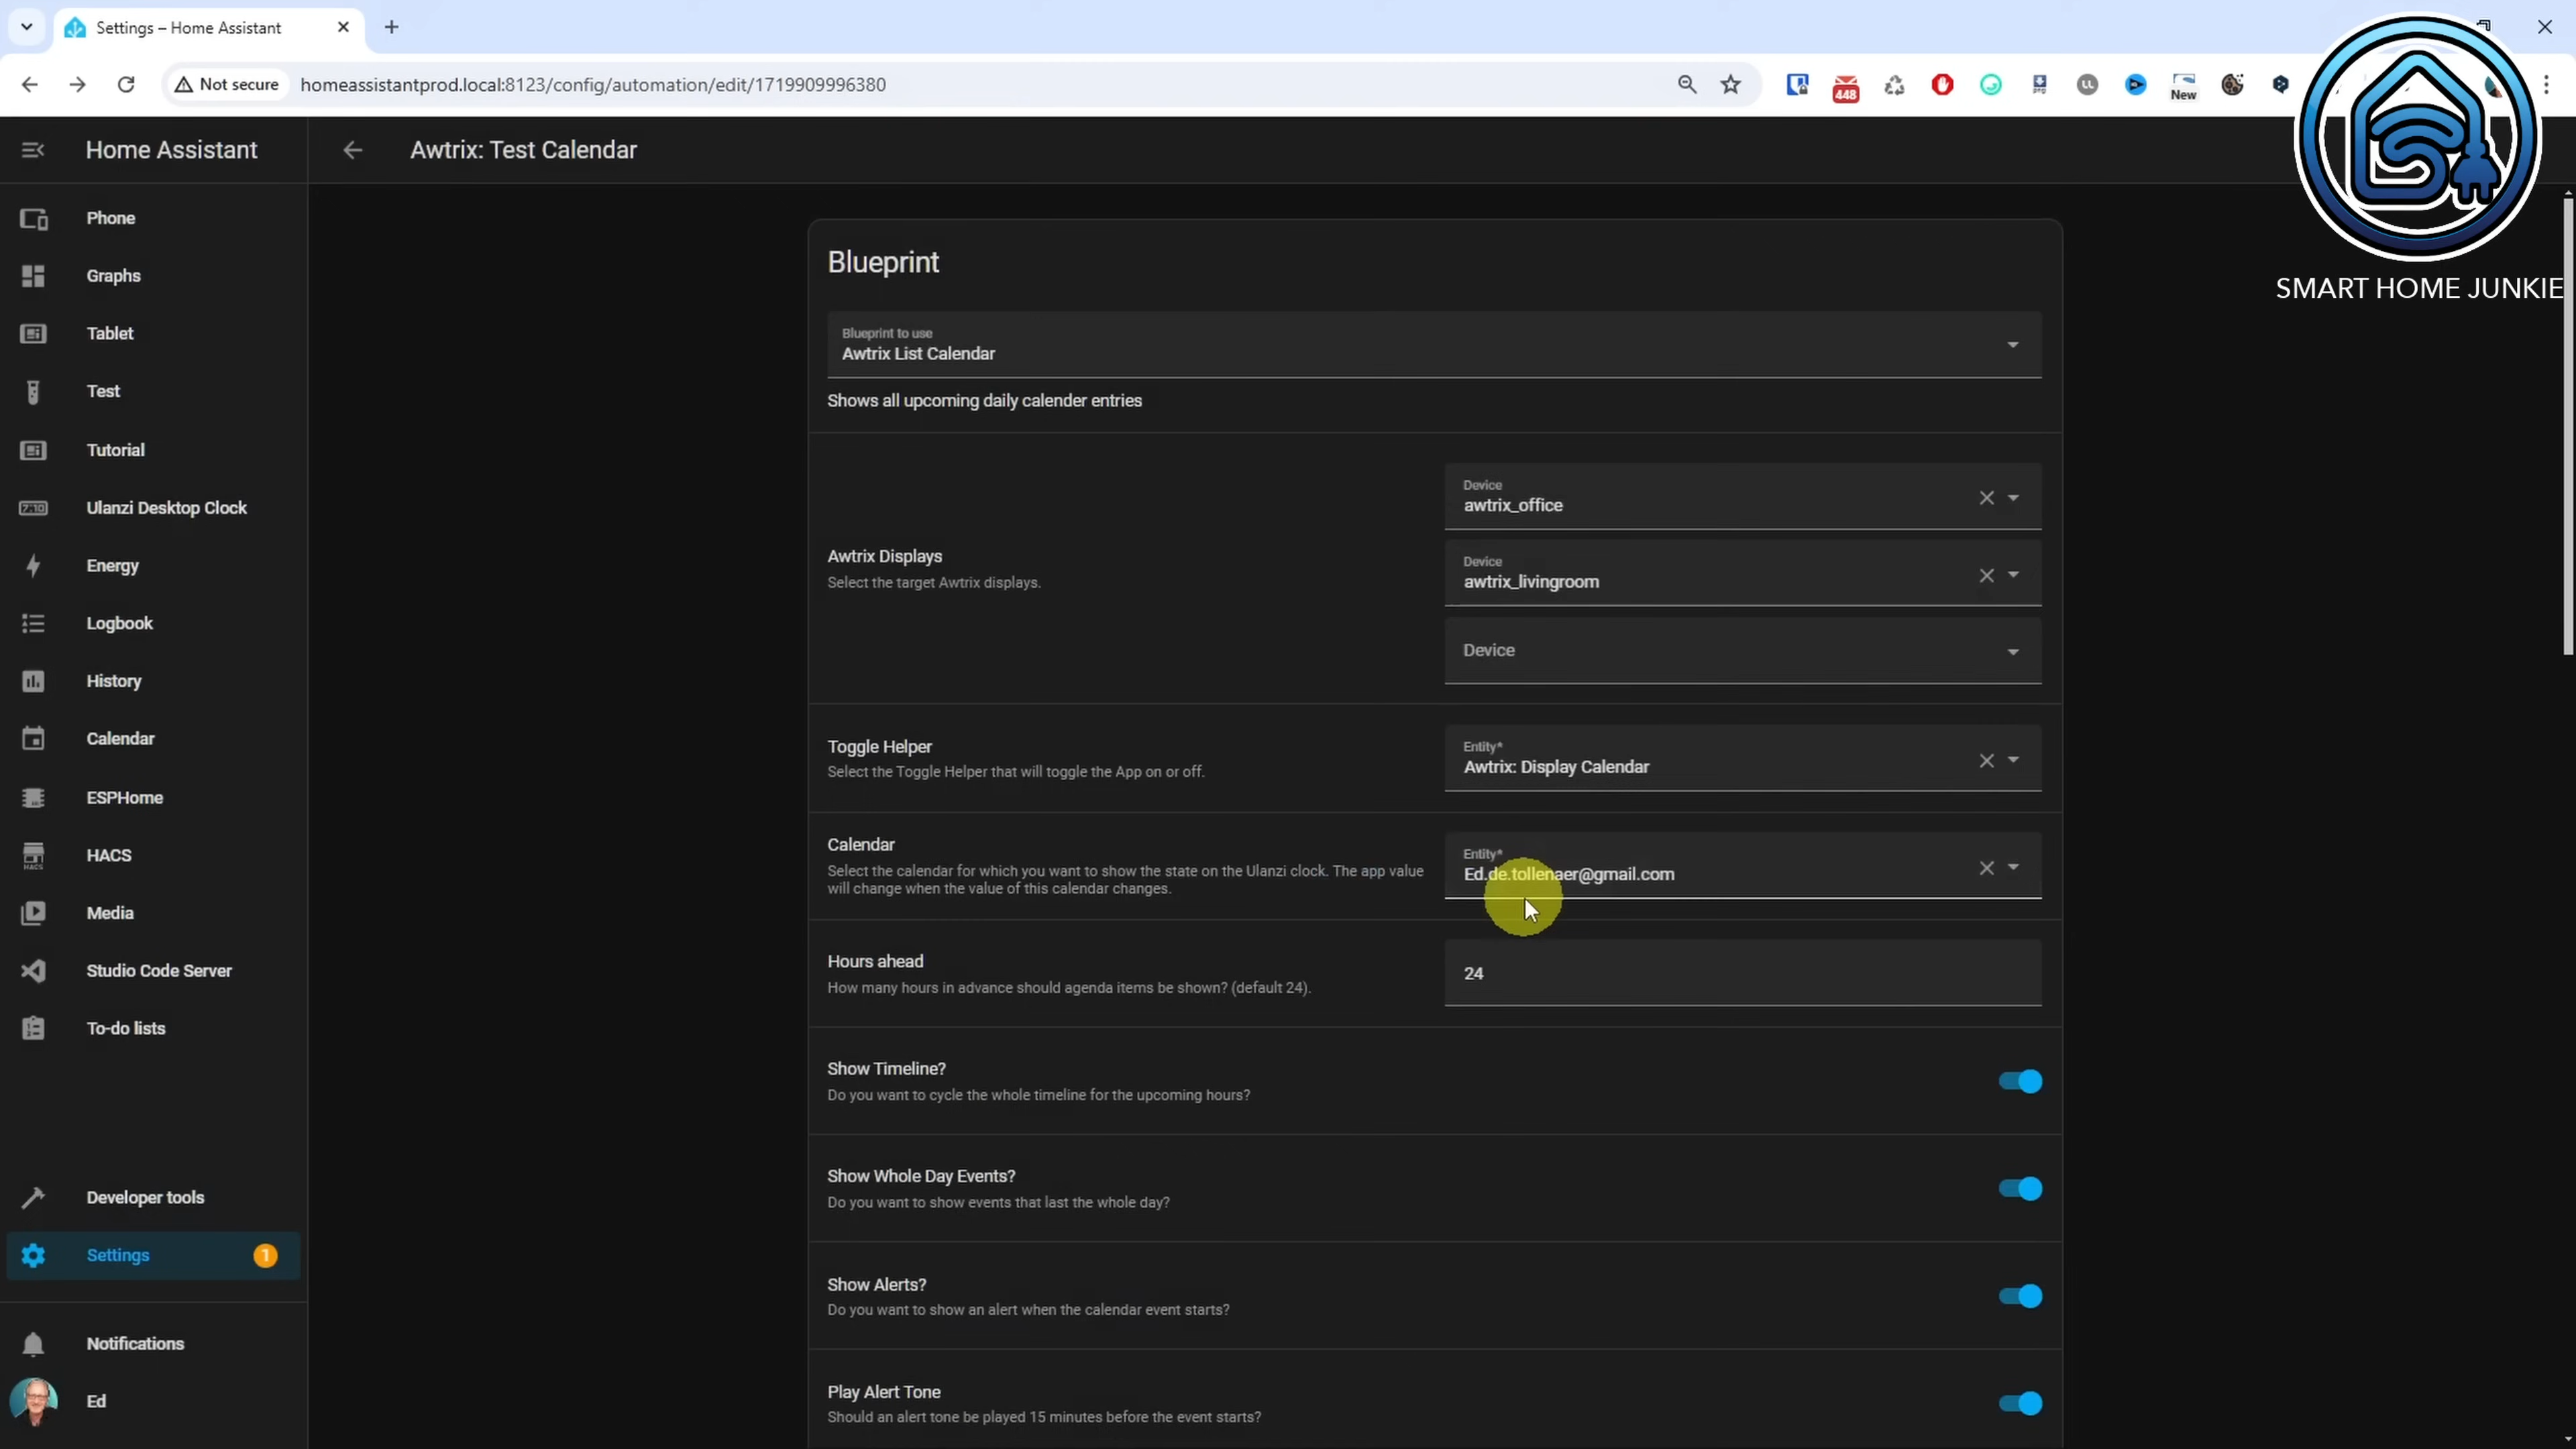 Settings – Home Assistant
Not secure
homeassistantprod.local:8123/config/automation/edit/1719909996380
448
New
SMART HOME JUNKIE
Home Assistant
Awtrix: Test Calendar
Phone
Graphs
Tablet
Test
Tutorial
7:10
Ulanzi Desktop Clock
Energy
Logbook
History
Calendar
ESPHome
HACS
HACS
Media
Studio Code Server
To-do lists
Developer tools
Settings
1
Notifications
Ed
Blueprint
Blueprint to use
Awtrix List Calendar
Shows all upcoming daily calender entries
Awtrix Displays
Select the target Awtrix displays.
Device
awtrix_office
Device
awtrix_livingroom
Device
Toggle Helper
Select the Toggle Helper that will toggle the App on or off.
Entity*
Awtrix: Display Calendar
Calendar
Select the calendar for which you want to show the state on the Ulanzi clock. The app value
will change when the value of this calendar changes.
Entity*
Ed.de.tollenaer@gmail.com
Hours ahead
How many hours in advance should agenda items be shown? (default 24).
24
Show Timeline?
Do you want to cycle the whole timeline for the upcoming hours?
Show Whole Day Events?
Do you want to show events that last the whole day?
Show Alerts?
Do you want to show an alert when the calendar event starts?
Play Alert Tone
Should an alert tone be played 15 minutes before the event starts?